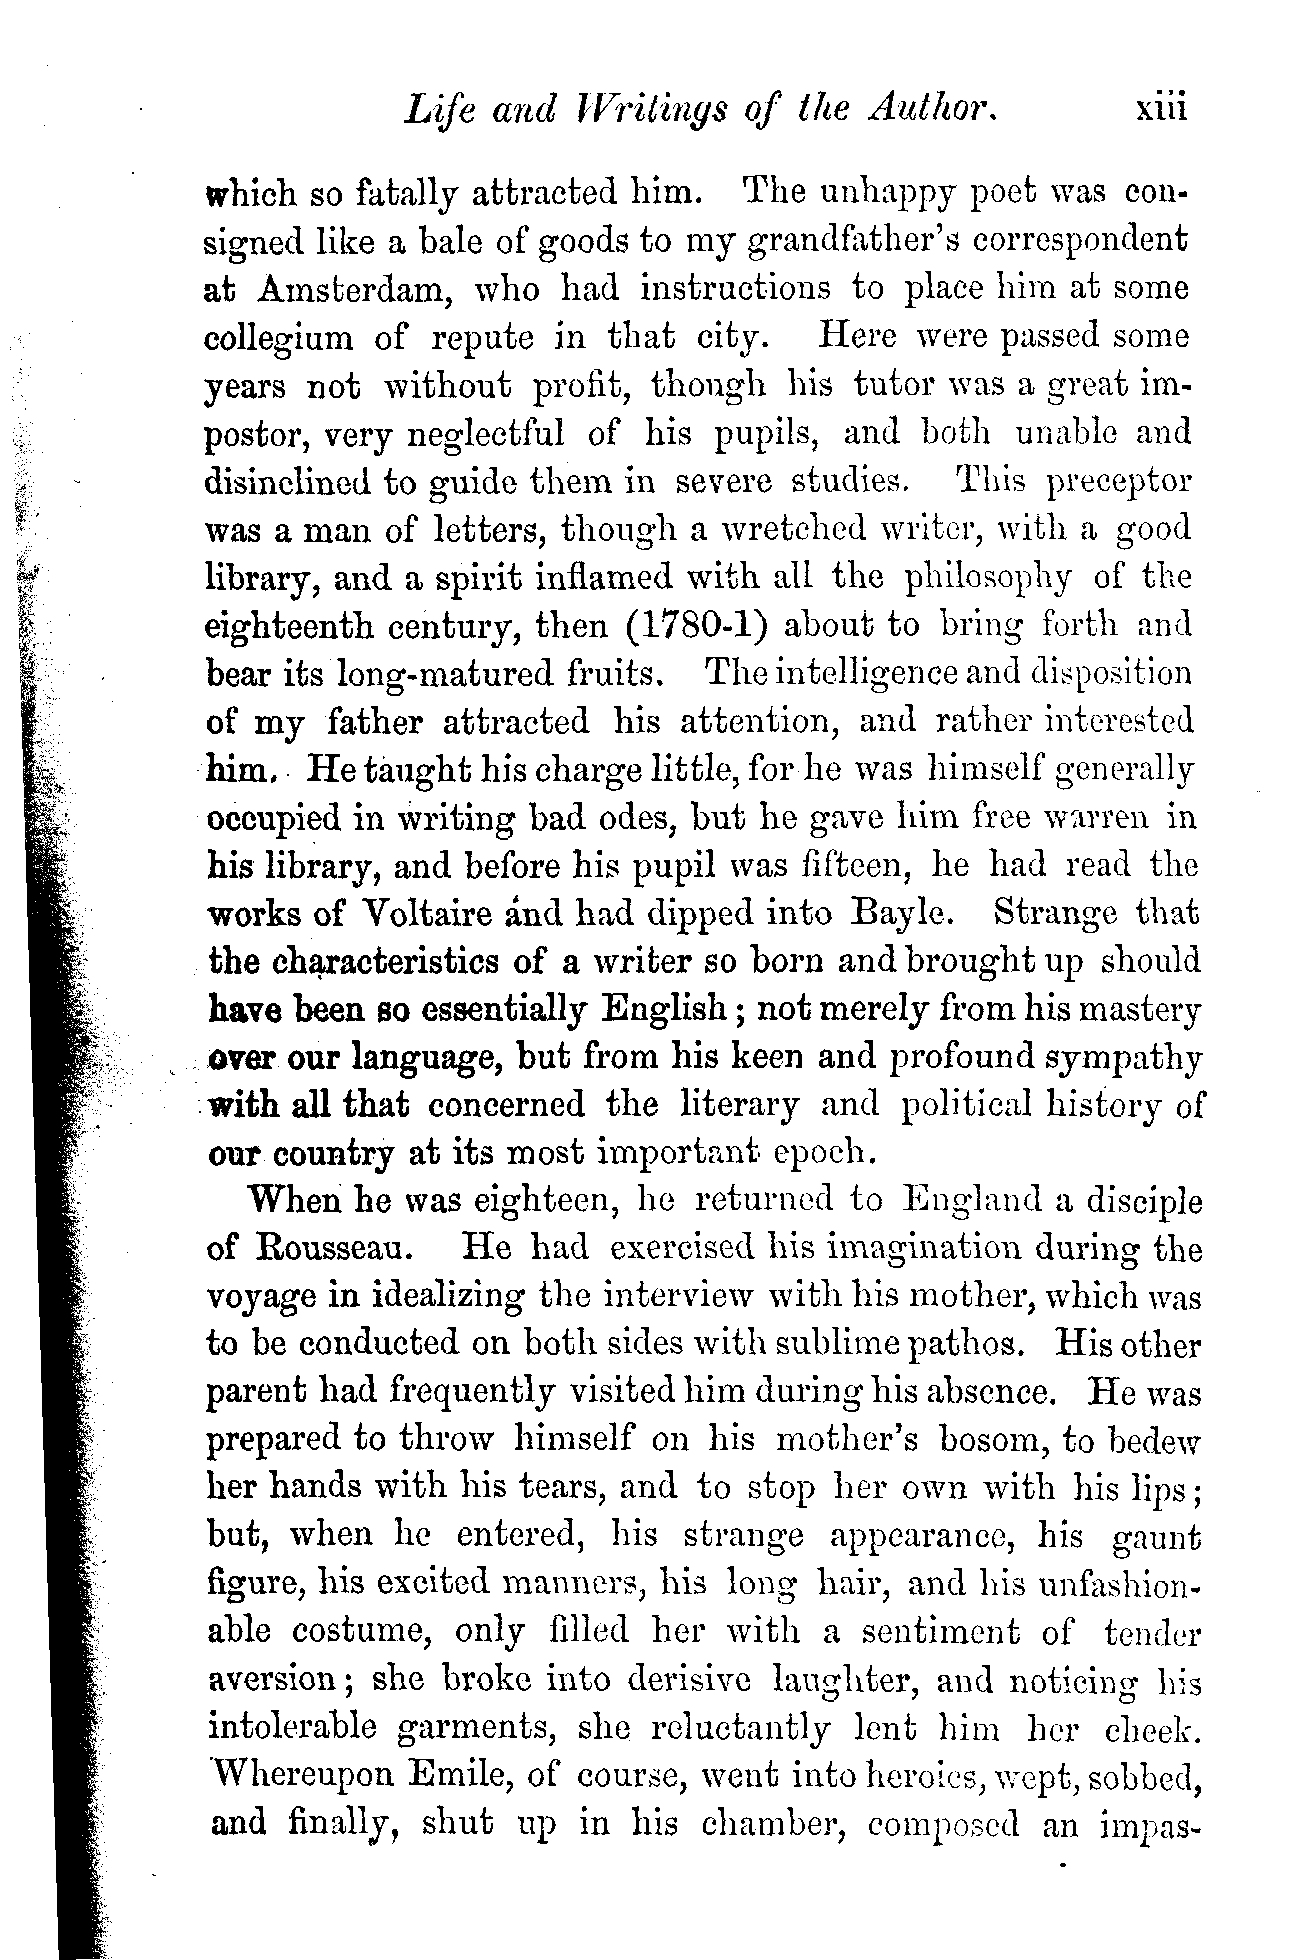 Life and Writings of the Author. xiii
which so fatally attracted him. The unhappy poet was con-
signed like a bale of goods to my grandfather's correspondent
at Amsterdam, who had instructions to place him at some
collegium of repute in that city. Here were passed some
years not without profit, though his tutor was a great im-
postor, very neglectful of his pupils, and both unable and
disinclined to guide them in severe studies. This preceptor
was a man of letters, though a wretched writer, with a good
library, and a spirit inflamed with all the philosophy of the
eighteenth century, then (1780-1) about to bring forth and
bear its long-matured fruits. The intelligence and disposition
of my father attracted his attention, and rather interested
him. He taught his charge little, for he was himself generally
occupied in writing bad odes, but he gave him free warren in
his library, and before his pupil was fifteen, he had read the
works of Voltaire and had dipped into Bayle. Strange that
the characteristics of a writer so born and brought up should
have been so essentially English; not merely from his mastery
over our language, but from his keen and profound sympathy
with all that concerned the literary and political history of
our country at its most important epoch.
When he was eighteen, he returned to England a disciple
of Rousseau. He had exercised his imagination during the
voyage in idealizing the interview with his mother, which was
to be conducted on both sides with sublime pathos. His other
parent had frequently visited him during his absence. He was
prepared to throw himself on his mother's bosom, to bedew
her hands with his tears, and to stop her own with his lips;
but, when he entered, his strange appearance, his gaunt
figure, his excited manners, his long hair, and his unfashion-
able costume, only filled her with a sentiment of tender
aversion; she broke into derisive laughter, and noticing his
intolerable garments, she reluctantly lent him her cheek.
Whereupon Emile, of course, went into heroics, wept, sobbed,
and finally, shut up in his chamber, composed an impas-